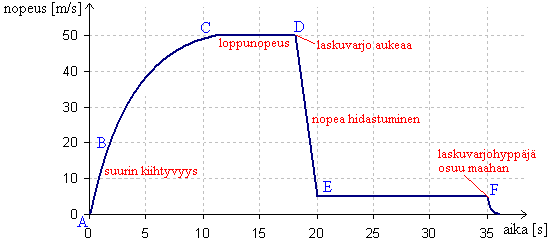 nopeus [m/s]
50
40
30
20
10
0
A
B
C
D
E
F
loppunopeus
laskuvarjo aukeaa
nopea hidastuminen
suurin kiihtyvyys
laskuvarjohyppääjä
osuu maahan
0 5 10 15 20 25 30 35
aika [s]